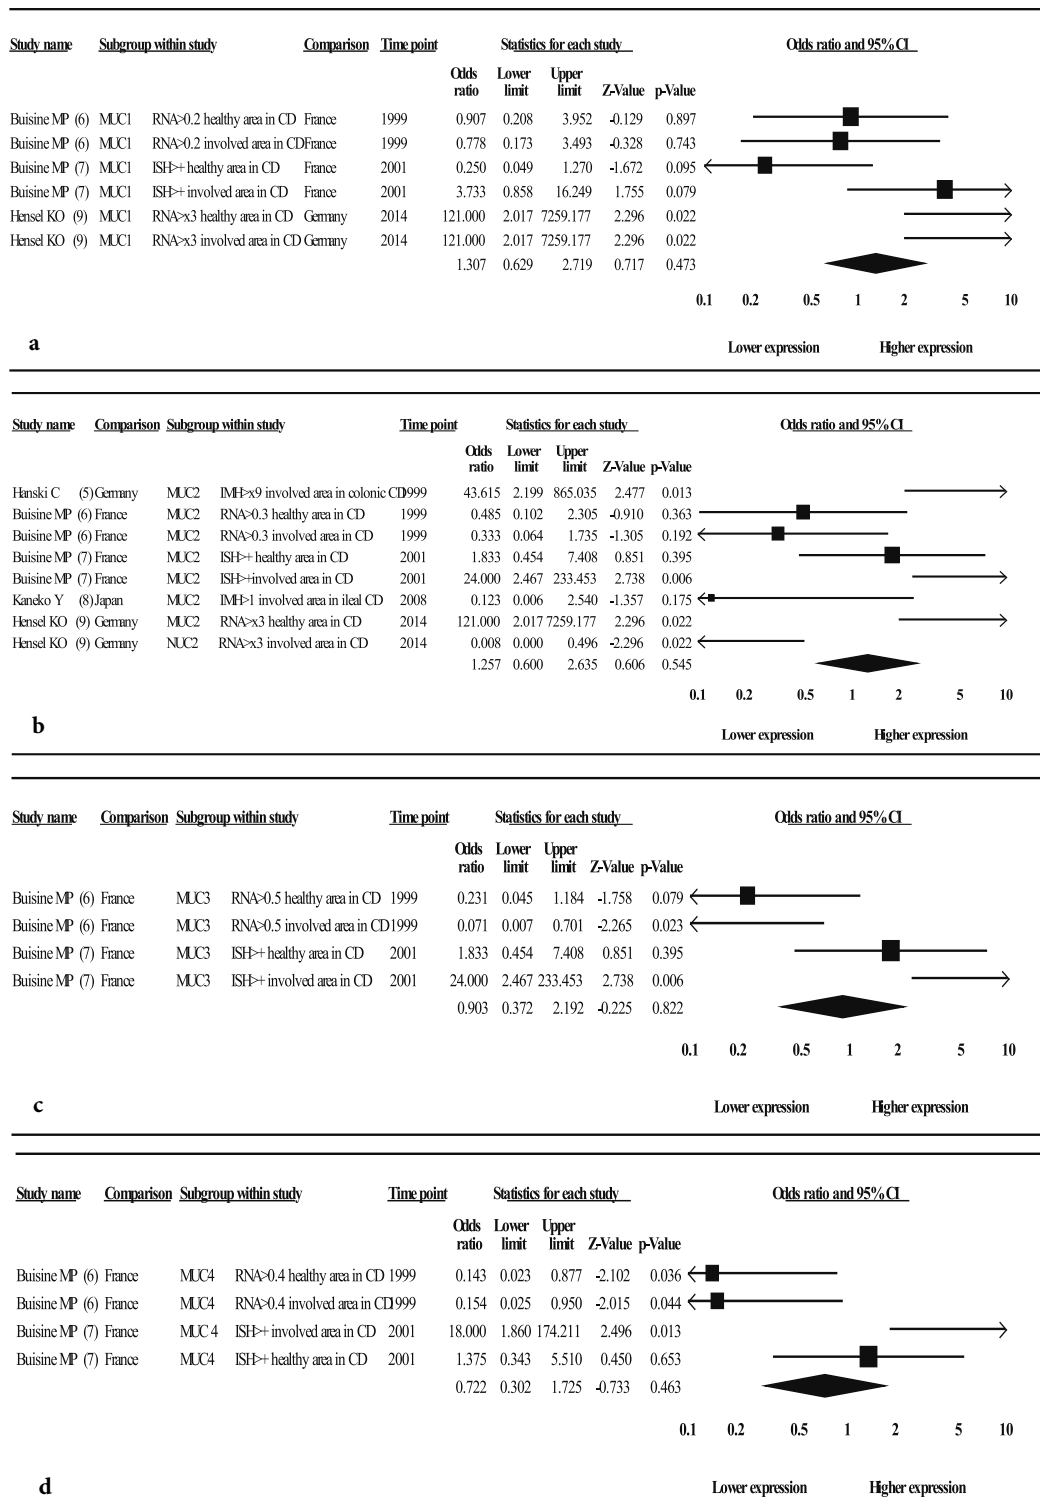 Study name Subgroup within study Comparison Time point Statistics for each study Odds ratio and 95% CI
Odds ratio Lower limit Upper limit Z-Value p-Value
Buisine MP (6) MUC1 RNA>0.2 healthy area in CD France 1999 0.907 0.208 3.952 -0.129 0.897
Buisine MP (6) MUC1 RNA>0.2 involved area in CD France 1999 0.778 0.173 3.493 -0.328 0.743
Buisine MP (7) MUC1 ISH>+ healthy area in CD France 2001 0.250 0.049 1.270 -1.672 0.095
Buisine MP (7) MUC1 ISH>+ involved area in CD France 2001 3.733 0.858 16.249 1.755 0.079
Hensel KO (9) MUC1 RNA>x3 healthy area in CD Germany 2014 121.000 2.017 7259.177 2.296 0.022
Hensel KO (9) MUC1 RNA>x3 involved area in CD Germany 2014 121.000 2.017 7259.177 2.296 0.022
1.307 0.629 2.719 0.717 0.473
0.1 0.2 0.5 1 2 5 10
a Lower expression Higher expression
Study name Comparison Subgroup within study Time point Statistics for each study Odds ratio and 95% CI
Odds ratio Lower limit Upper limit Z-Value p-Value
Hanski C (5) Germany MUC2 IMH>x9 involved area in colonic CD 1999 43.615 2.199 865.035 2.477 0.013
Buisine MP (6) France MUC2 RNA>0.3 healthy area in CD 1999 0.485 0.102 2.305 -0.910 0.363
Buisine MP (6) France MUC2 RNA>0.3 involved area in CD 1999 0.333 0.064 1.735 -1.305 0.192
Buisine MP (7) France MUC2 ISH>+ healthy area in CD 2001 1.833 0.454 7.408 0.851 0.395
Buisine MP (7) France MUC2 ISH>+involved area in CD 2001 24.000 2.467 233.453 2.738 0.006
Kaneko Y (8) Japan MUC2 IMH>1 involved area in ileal CD 2008 0.123 0.006 2.540 -1.357 0.175
Hensel KO (9) Germany MUC2 RNA>x3 healthy area in CD 2014 121.000 2.017 7259.177 2.296 0.022
Hensel KO (9) Germany NUC2 RNA>x3 involved area in CD 2014 0.008 0.000 0.496 -2.296 0.022
1.257 0.600 2.635 0.606 0.545
0.1 0.2 0.5 1 2 5 10
b Lower expression Higher expression
Study name Comparison Subgroup within study Time point Statistics for each study Odds ratio and 95% CI
Odds ratio Lower limit Upper limit Z-Value p-Value
Buisine MP (6) France MUC3 RNA>0.5 healthy area in CD 1999 0.231 0.045 1.184 -1.758 0.079
Buisine MP (6) France MUC3 RNA>0.5 involved area in CD 1999 0.071 0.007 0.701 -2.265 0.023
Buisine MP (7) France MUC3 ISH>+ healthy area in CD 2001 1.833 0.454 7.408 0.851 0.395
Buisine MP (7) France MUC3 ISH>+ involved area in CD 2001 24.000 2.467 233.453 2.738 0.006
0.903 0.372 2.192 -0.225 0.822
0.1 0.2 0.5 1 2 5 10
c Lower expression Higher expression
Study name Comparison Subgroup within study Time point Statistics for each study Odds ratio and 95% CI
Odds ratio Lower limit Upper limit Z-Value p-Value
Buisine MP (6) France MUC4 RNA>0.4 healthy area in CD 1999 0.143 0.023 0.877 -2.102 0.036
Buisine MP (6) France MUC4 RNA>0.4 involved area in CD 1999 0.154 0.025 0.950 -2.015 0.044
Buisine MP (7) France MUC 4 ISH>+ involved area in CD 2001 18.000 1.860 174.211 2.496 0.013
Buisine MP (7) France MUC4 ISH>+ healthy area in CD 2001 1.375 0.343 5.510 0.450 0.653
0.722 0.302 1.725 -0.733 0.463
0.1 0.2 0.5 1 2 5 10
d Lower expression Higher expression